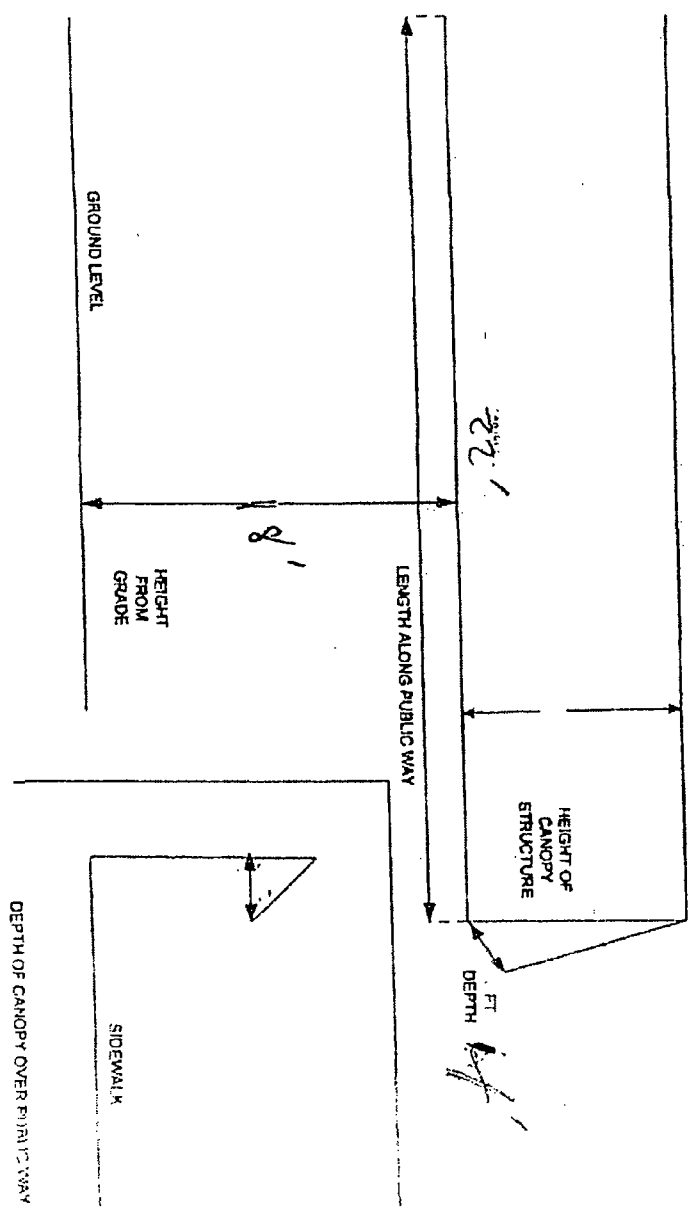 HEIGHT OF
CANOPY
STRUCTURE
FT
DEPTH
22'
LENGTH ALONG PUBLIC WAY
8'
HEIGHT
FROM
GRADE
GROUND LEVEL
SIDEWALK
DEPTH OF CANOPY OVER PUBLIC WAY